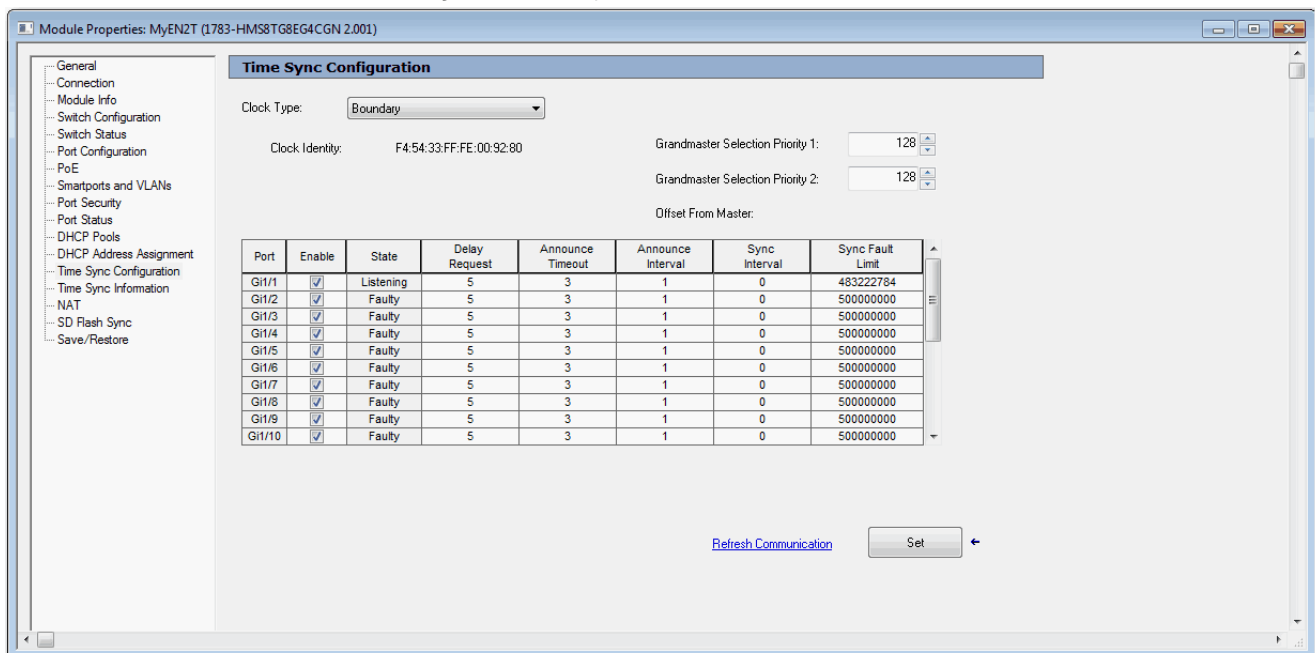 Module Properties: MyEN2T (1783-HMS8TG8EG4CGN 2.001)
General
Connection
Module Info
Switch Configuration
Switch Status
Port Configuration
PoE
Smartports and VLANs
Port Security
Port Status
DHCP Pools
DHCP Address Assignment
Time Sync Configuration
Time Sync Information
NAT
SD Flash Sync
Save/Restore
Time Sync Configuration
Clock Type: Boundary
Clock Identity: F4:54:33:FF:FE:00:92:80
Grandmaster Selection Priority 1: 128
Grandmaster Selection Priority 2: 128
Offset From Master:
Port Enable State Delay Request Announce Timeout Announce Interval Sync Interval Sync Fault Limit
Gi1/1 Listening 5 3 1 0 483222784
Gi1/2 Faulty 5 3 1 0 500000000
Gi1/3 Faulty 5 3 1 0 500000000
Gi1/4 Faulty 5 3 1 0 500000000
Gi1/5 Faulty 5 3 1 0 500000000
Gi1/6 Faulty 5 3 1 0 500000000
Gi1/7 Faulty 5 3 1 0 500000000
Gi1/8 Faulty 5 3 1 0 500000000
Gi1/9 Faulty 5 3 1 0 500000000
Gi1/10 Faulty 5 3 1 0 500000000
Refresh Communication Set